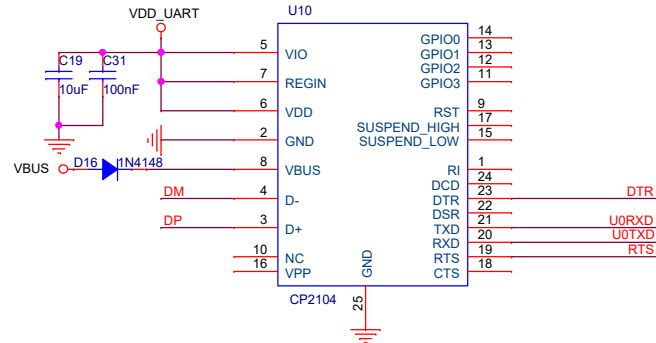 VDD_UART
U10
C19
C31
10uF
100nF
5
VIO
7
REGIN
6
VDD
2
GND
VBUS
D16
1N4148
8
VBUS
DM
4
D-
DP
3
D+
10
NC
16
VPP
GPIO0
14
GPIO1
13
GPIO2
12
GPIO3
11
RST
9
SUSPEND_HIGH
17
SUSPEND_LOW
15
RI
1
DCD
24
DTR
23
DTR
DSR
22
TXD
21
U0RXD
RXD
20
U0TXD
RTS
19
RTS
CTS
18
GND
25
CP2104